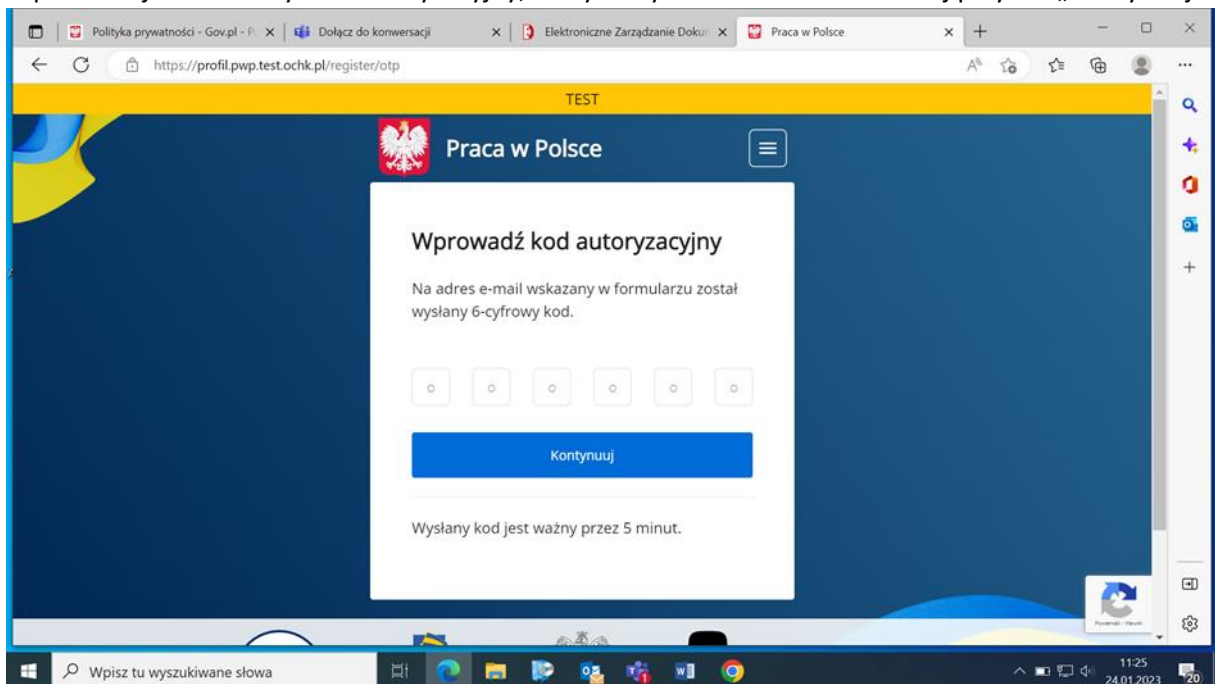 Polityka prywatności - Gov.pl - P
Dołącz do konwersacji
Elektroniczne Zarządzanie Dokum
Praca w Polsce
https://profil.pwp.test.ochk.pl/register/otp
TEST
Praca w Polsce
Wprowadź kod autoryzacyjny
Na adres e-mail wskazany w formularzu został
wysłany 6-cyfrowy kod.
Kontynuuj
Wysłany kod jest ważny przez 5 minut.
Wpisz tu wyszukiwane słowa
11:25
24.01.2023
20